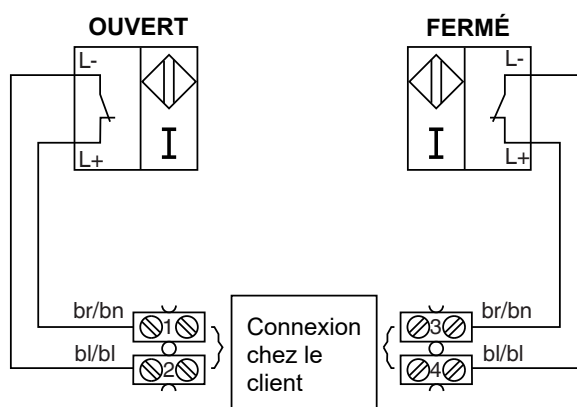 OUVERT
FERMÉ
L-
L+
L-
L+
br/bn
1
bl/bl
2
Connexion
chez le
client
3
br/bn
4
bl/bl